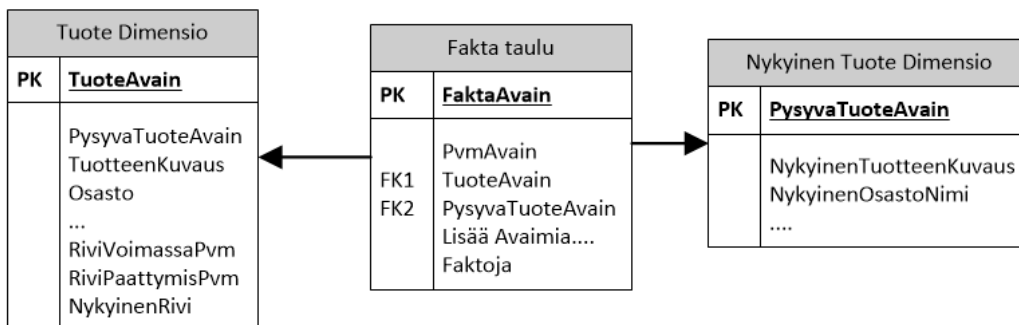 Tuote Dimensio
PK TuoteAvain
PysyvaTuoteAvain
TuotteenKuvaus
Osasto
...
RiviVoimassaPvm
RiviPaattymisPvm
NykyinenRivi
Fakta taulu
PK FaktaAvain
PvmAvain
FK1 TuoteAvain
FK2 PysyvaTuoteAvain
Lisää Avaimia....
Faktoja
Nykyinen Tuote Dimensio
PK PysyvaTuoteAvain
NykyinenTuotteenKuvaus
NykyinenOsastoNimi
....